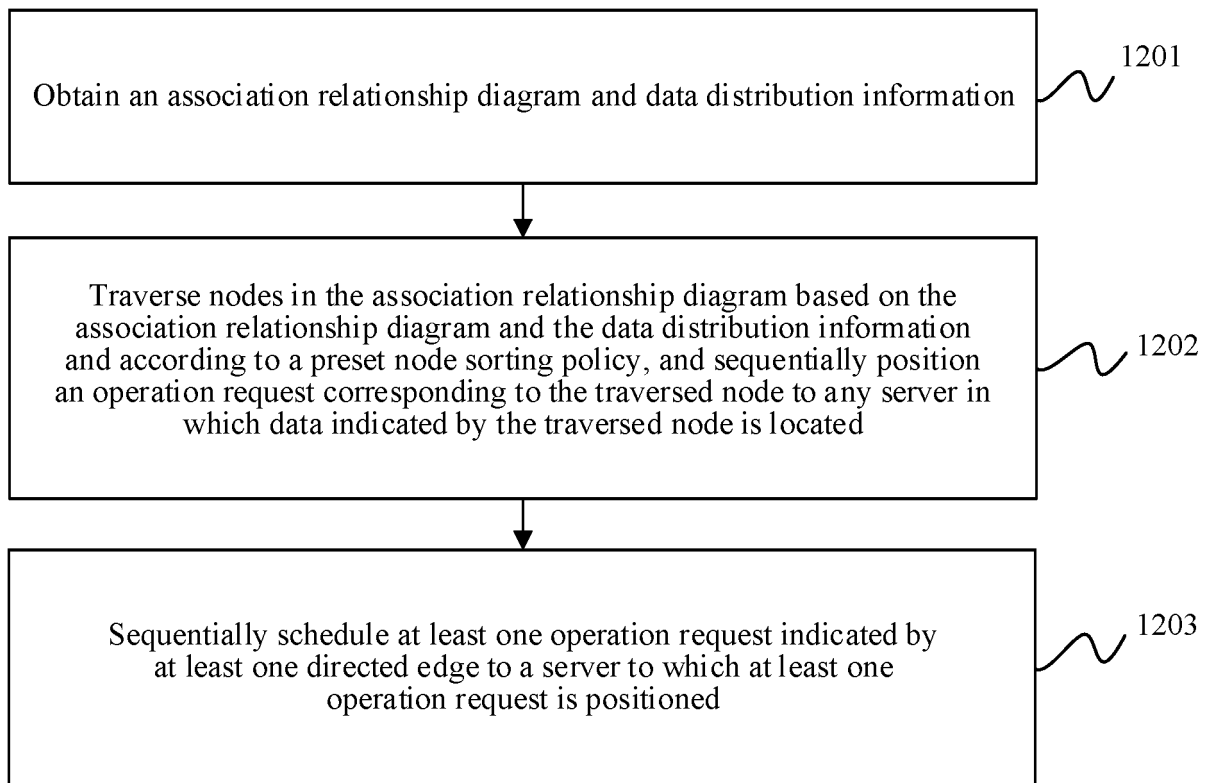 Obtain an association relationship diagram and data distribution information
1201
Traverse nodes in the association relationship diagram based on the
association relationship diagram and the data distribution information
and according to a preset node sorting policy, and sequentially position
an operation request corresponding to the traversed node to any server in
which data indicated by the traversed node is located
1202
Sequentially schedule at least one operation request indicated by
at least one directed edge to a server to which at least one
operation request is positioned
1203